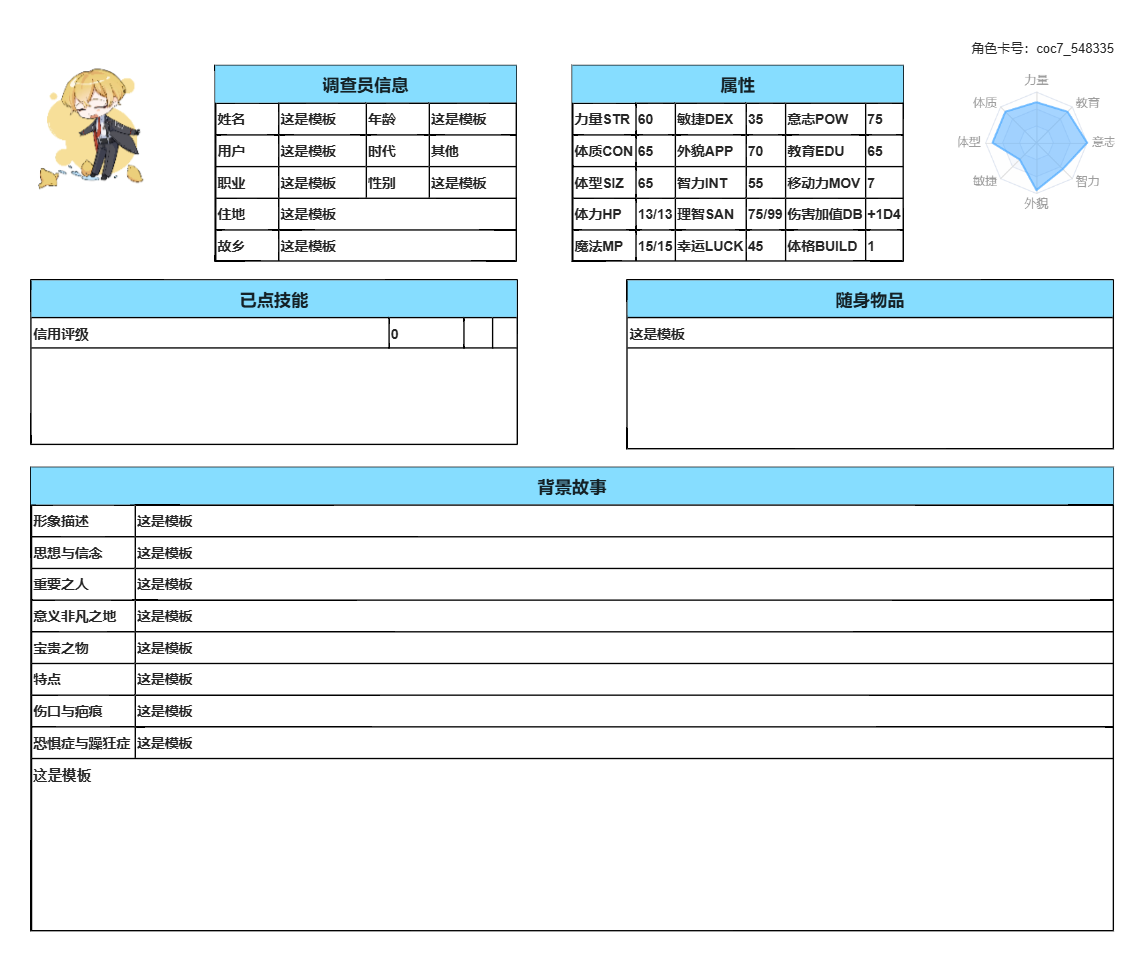 角色卡号：coc7_548335
调查员信息
姓名 这是模板 年龄 这是模板
用户 这是模板 时代 其他
职业 这是模板 性别 这是模板
住地 这是模板
故乡 这是模板
属性
力量STR 60 敏捷DEX 35 意志POW 75
体质CON 65 外貌APP 70 教育EDU 65
体型SIZ 65 智力INT 55 移动力MOV 7
体力HP 13/13 理智SAN 75/99 伤害加值DB +1D4
魔法MP 15/15 幸运LUCK 45 体格BUILD 1
力量
体质 教育
体型 意志
敏捷 智力
外貌
已点技能
信用评级 0
随身物品
这是模板
背景故事
形象描述 这是模板
思想与信念 这是模板
重要之人 这是模板
意义非凡之地 这是模板
宝贵之物 这是模板
特点 这是模板
伤口与疤痕 这是模板
恐惧症与躁狂症 这是模板
这是模板